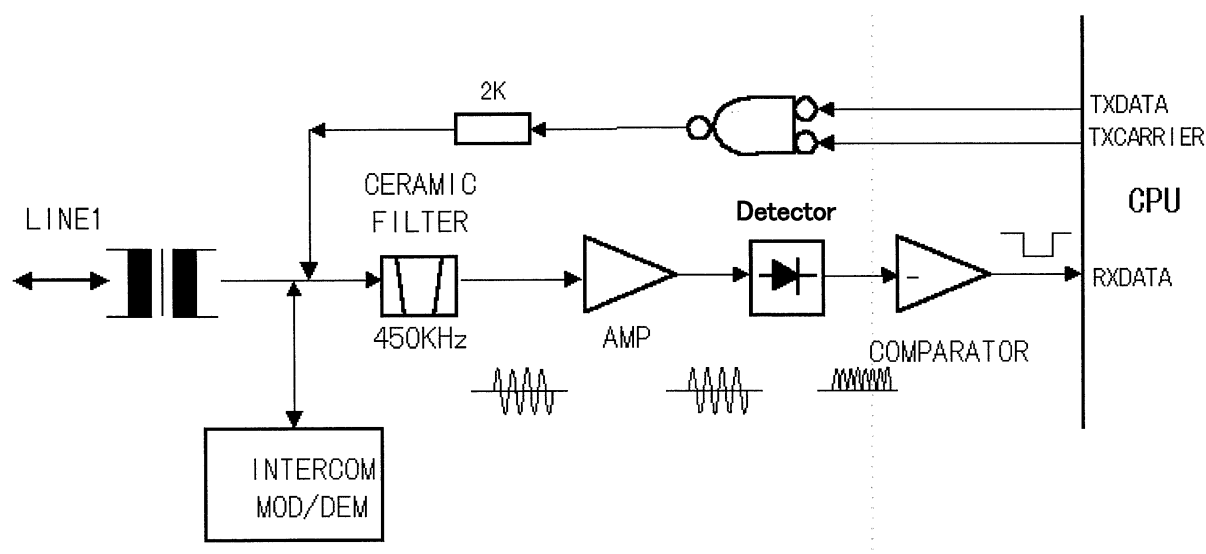 2K
TXDATA
TXCARRIER
CERAMIC
FILTER
CPU
LINE1
Detector
RXDATA
450KHz
AMP
COMPARATOR
INTERCOM
MOD/DEM